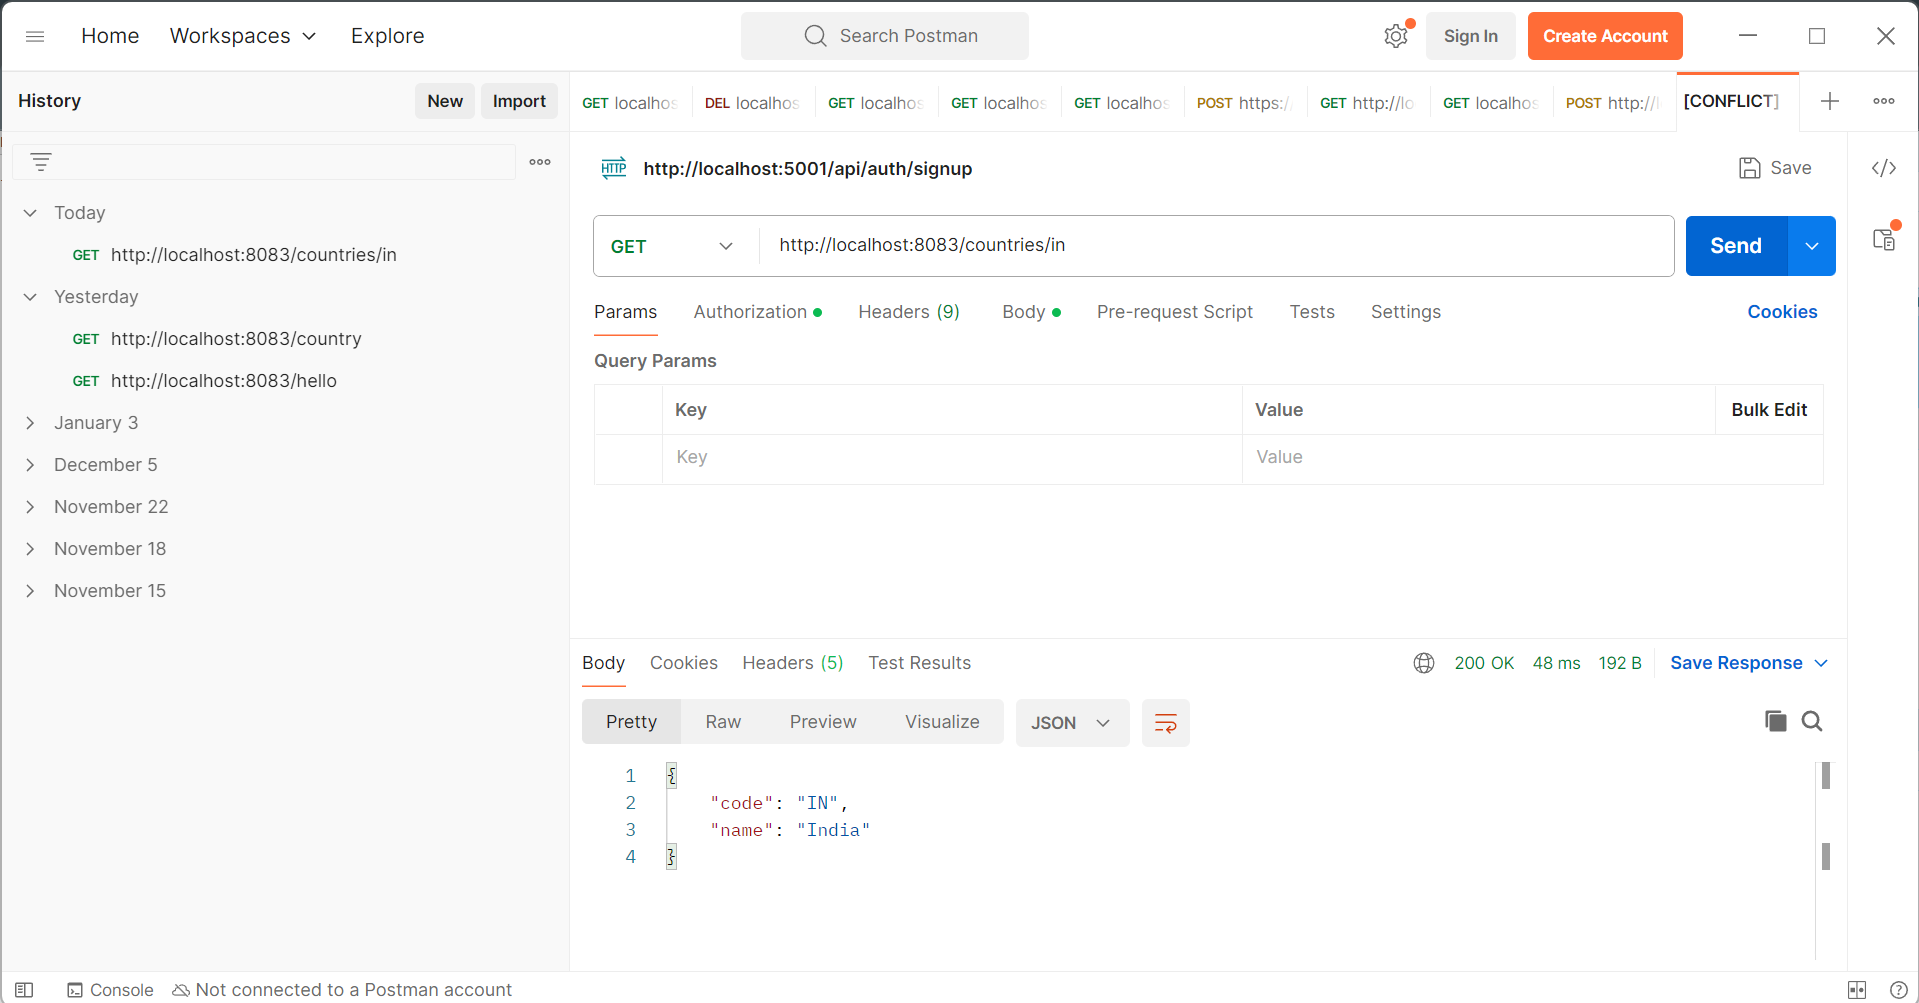 Home Workspaces Explore Search Postman Sign In Create Account
History New Import
GET localhos DEL localhos GET localhos GET localhos GET localhos POST https:/ GET http://lo GET localhos POST http://l [CONFLICT]
HTTP http://localhost:5001/api/auth/signup Save
Today
GET http://localhost:8083/countries/in
Yesterday
GET http://localhost:8083/country
GET http://localhost:8083/hello
January 3
December 5
November 22
November 18
November 15
GET http://localhost:8083/countries/in Send
Params Authorization Headers (9) Body Pre-request Script Tests Settings Cookies
Query Params
Key Value Bulk Edit
Key Value
Body Cookies Headers (5) Test Results 200 OK 48 ms 192 B Save Response
Pretty Raw Preview Visualize JSON
1 {
2 "code": "IN",
3 "name": "India"
4 }
Console Not connected to a Postman account